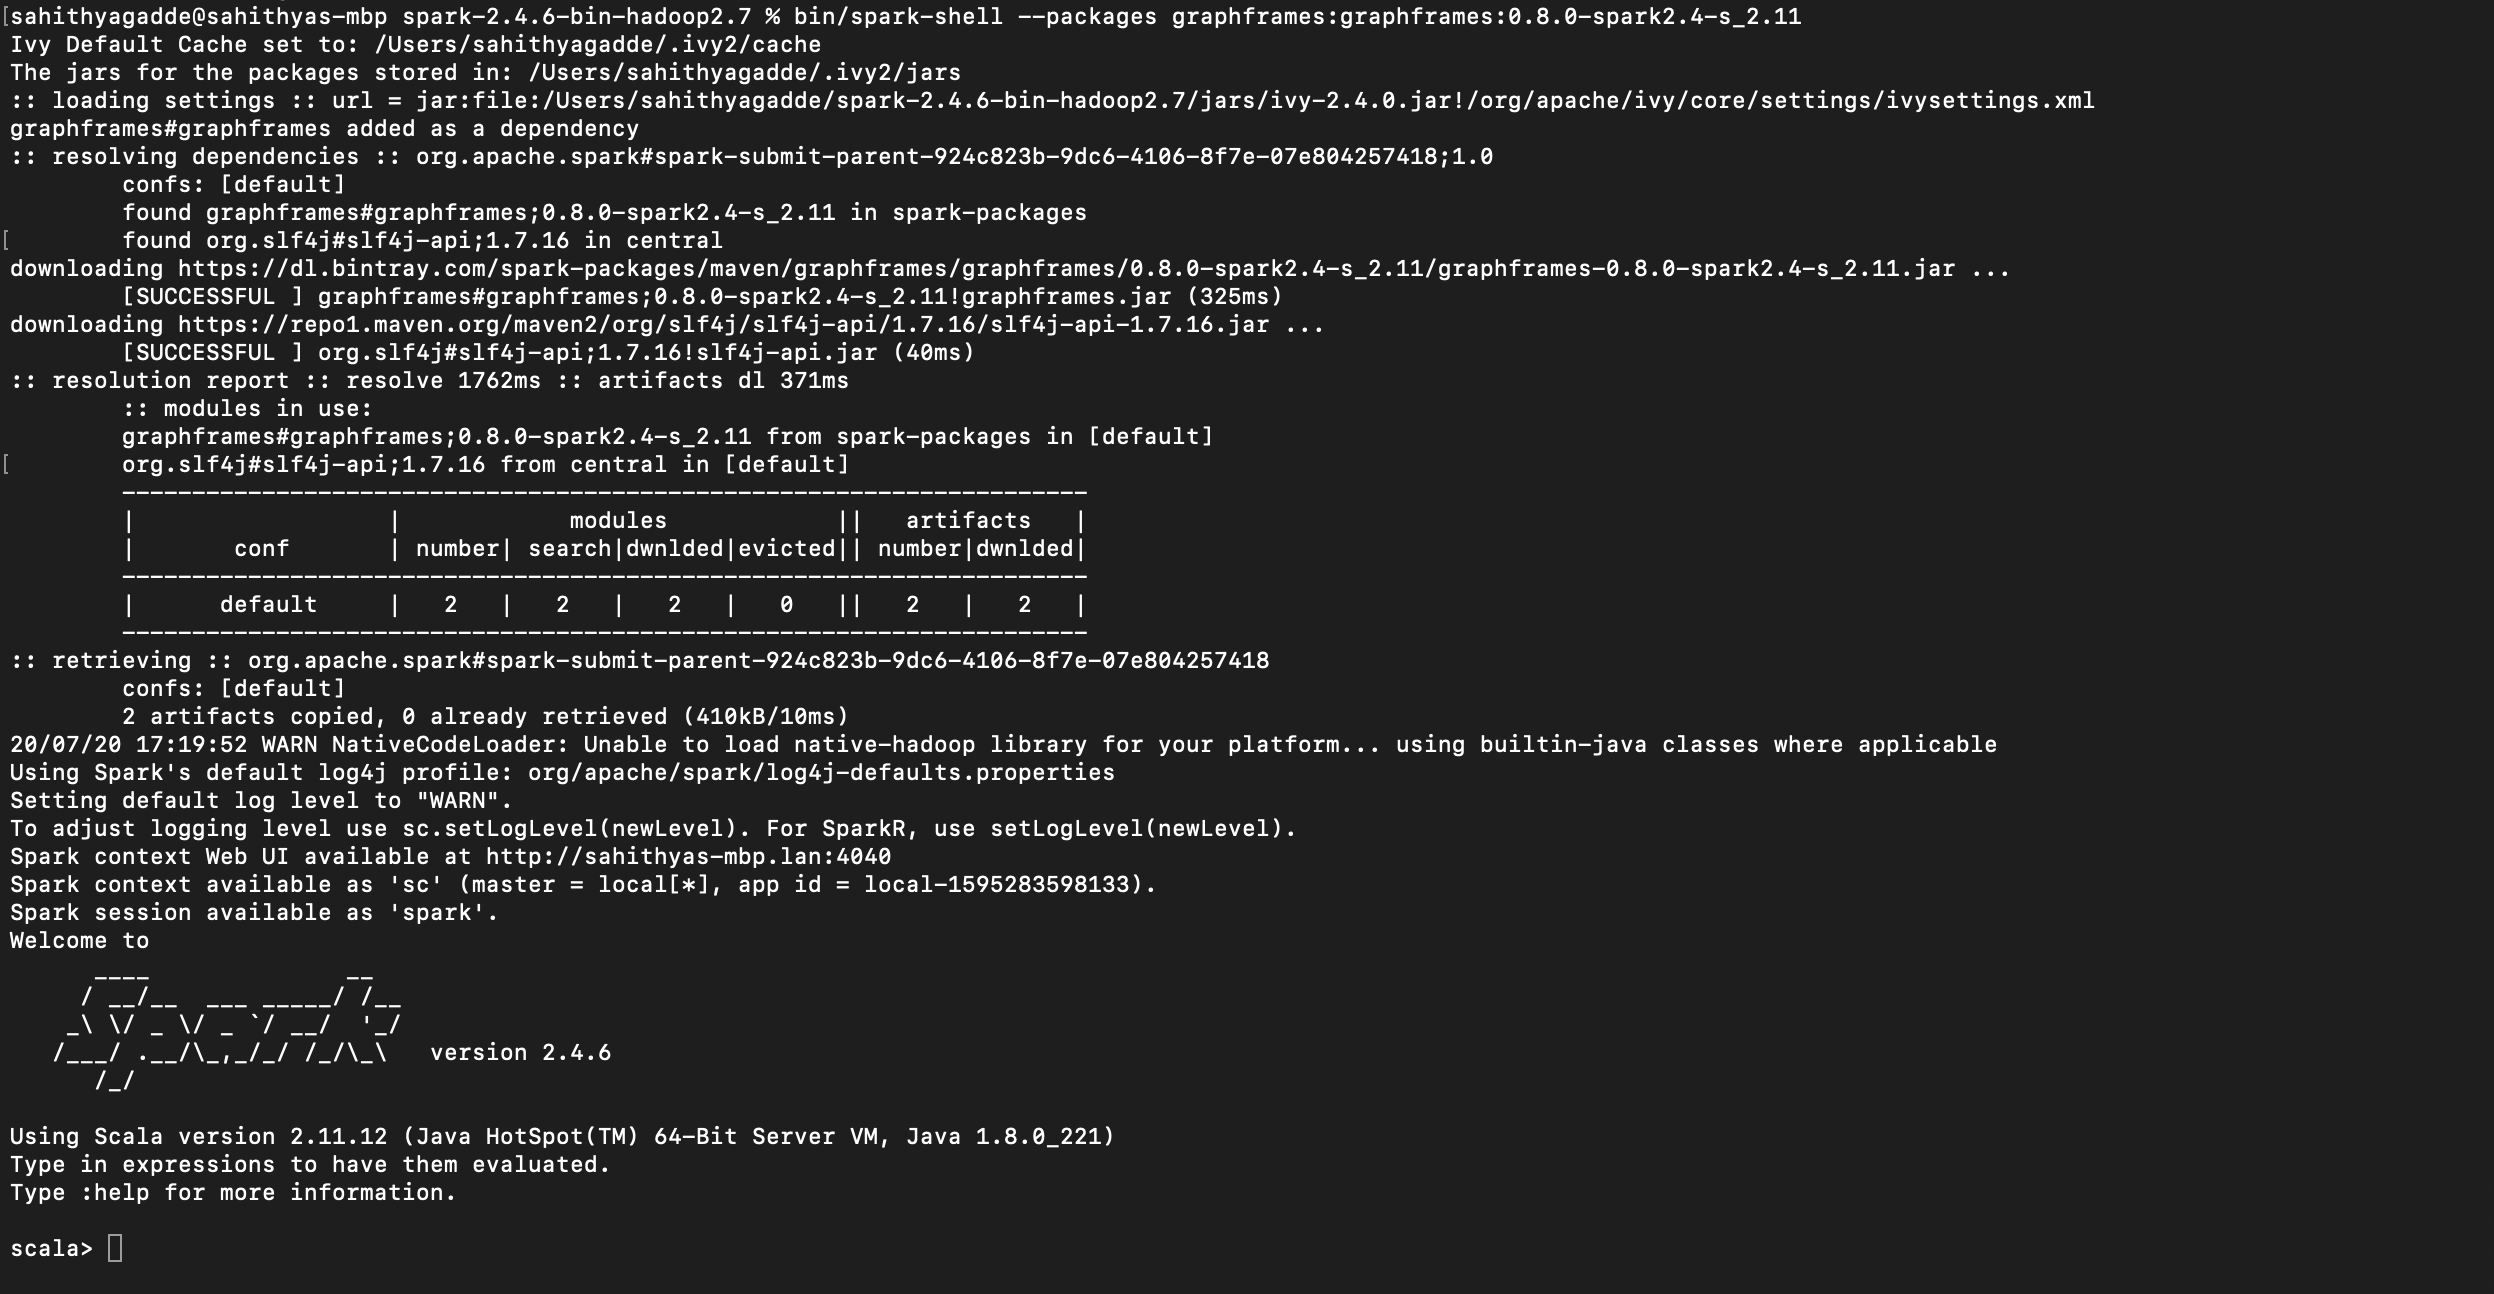 [sahithyagadde@sahithyas-mbp spark-2.4.6-bin-hadoop2.7 % bin/spark-shell --packages graphframes:graphframes:0.8.0-spark2.4-s_2.11
Ivy Default Cache set to: /Users/sahithyagadde/.ivy2/cache
The jars for the packages stored in: /Users/sahithyagadde/.ivy2/jars
:: loading settings :: url = jar:file:/Users/sahithyagadde/spark-2.4.6-bin-hadoop2.7/jars/ivy-2.4.0.jar!/org/apache/ivy/core/settings/ivysettings.xml
graphframes#graphframes added as a dependency
:: resolving dependencies :: org.apache.spark#spark-submit-parent-924c823b-9dc6-4106-8f7e-07e804257418;1.0
        confs: [default]
        found graphframes#graphframes;0.8.0-spark2.4-s_2.11 in spark-packages
[       found org.slf4j#slf4j-api;1.7.16 in central
downloading https://dl.bintray.com/spark-packages/maven/graphframes/graphframes/0.8.0-spark2.4-s_2.11/graphframes-0.8.0-spark2.4-s_2.11.jar ...
        [SUCCESSFUL ] graphframes#graphframes;0.8.0-spark2.4-s_2.11!graphframes.jar (325ms)
downloading https://repo1.maven.org/maven2/org/slf4j/slf4j-api/1.7.16/slf4j-api-1.7.16.jar ...
        [SUCCESSFUL ] org.slf4j#slf4j-api;1.7.16!slf4j-api.jar (40ms)
:: resolution report :: resolve 1762ms :: artifacts dl 371ms
        :: modules in use:
        graphframes#graphframes;0.8.0-spark2.4-s_2.11 from spark-packages in [default]
[       org.slf4j#slf4j-api;1.7.16 from central in [default]
        ---------------------------------------------------------------------
        |                  |            modules            ||   artifacts   |
        |       conf       | number| search|dwnlded|evicted|| number|dwnlded|
        ---------------------------------------------------------------------
        |      default     |   2   |   2   |   2   |   0   ||   2   |   2   |
        ---------------------------------------------------------------------
:: retrieving :: org.apache.spark#spark-submit-parent-924c823b-9dc6-4106-8f7e-07e804257418
        confs: [default]
        2 artifacts copied, 0 already retrieved (410kB/10ms)
20/07/20 17:19:52 WARN NativeCodeLoader: Unable to load native-hadoop library for your platform... using builtin-java classes where applicable
Using Spark's default log4j profile: org/apache/spark/log4j-defaults.properties
Setting default log level to "WARN".
To adjust logging level use sc.setLogLevel(newLevel). For SparkR, use setLogLevel(newLevel).
Spark context Web UI available at http://sahithyas-mbp.lan:4040
Spark context available as 'sc' (master = local[*], app id = local-1595283598133).
Spark session available as 'spark'.
Welcome to
      ____              __
     / __/__  ___ _____/ /__
    _\ \/ _ \/ _ `/ __/  '_/
   /___/ .__/\_,_/_/ /_/\_\   version 2.4.6
      /_/
Using Scala version 2.11.12 (Java HotSpot(TM) 64-Bit Server VM, Java 1.8.0_221)
Type in expressions to have them evaluated.
Type :help for more information.
scala>